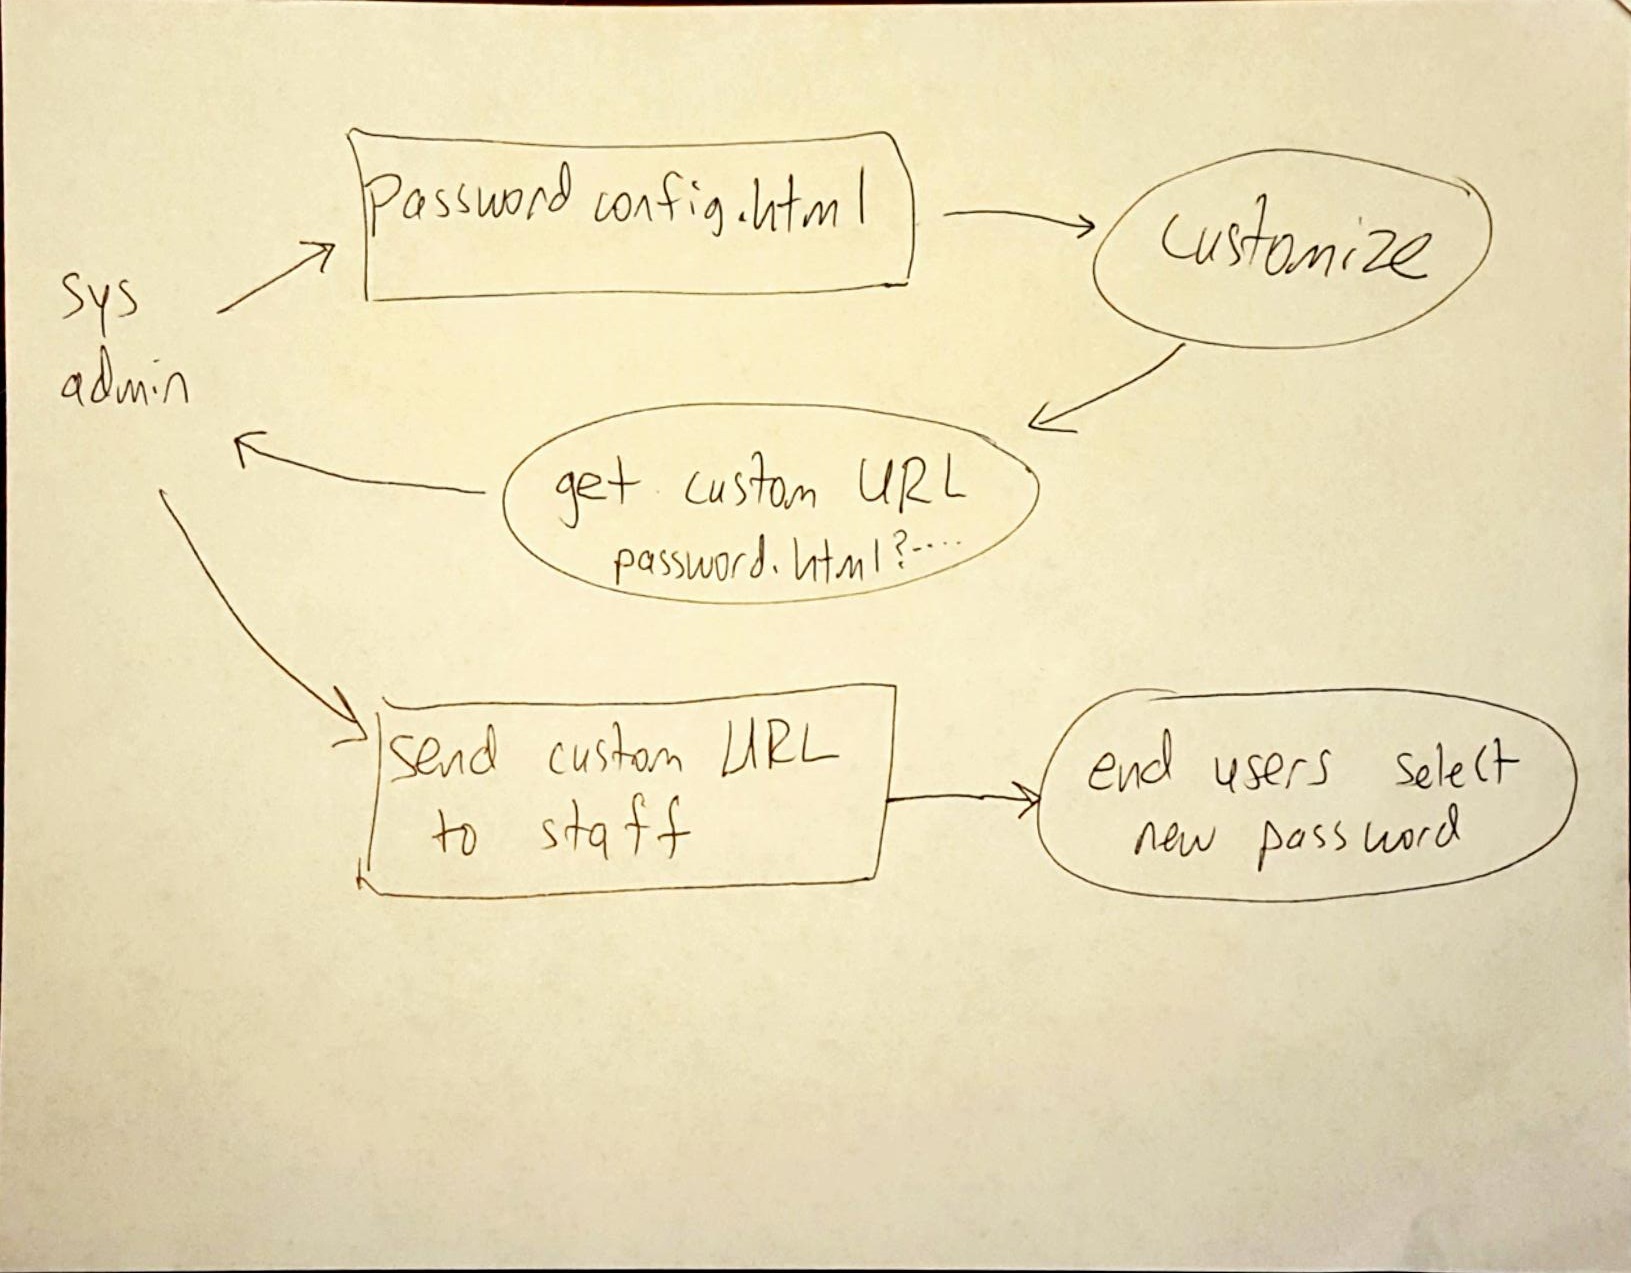 Password config.html
customize
sys
admin
get custom URL
password.html?.....
send custom URL
to staff
end users select
new password